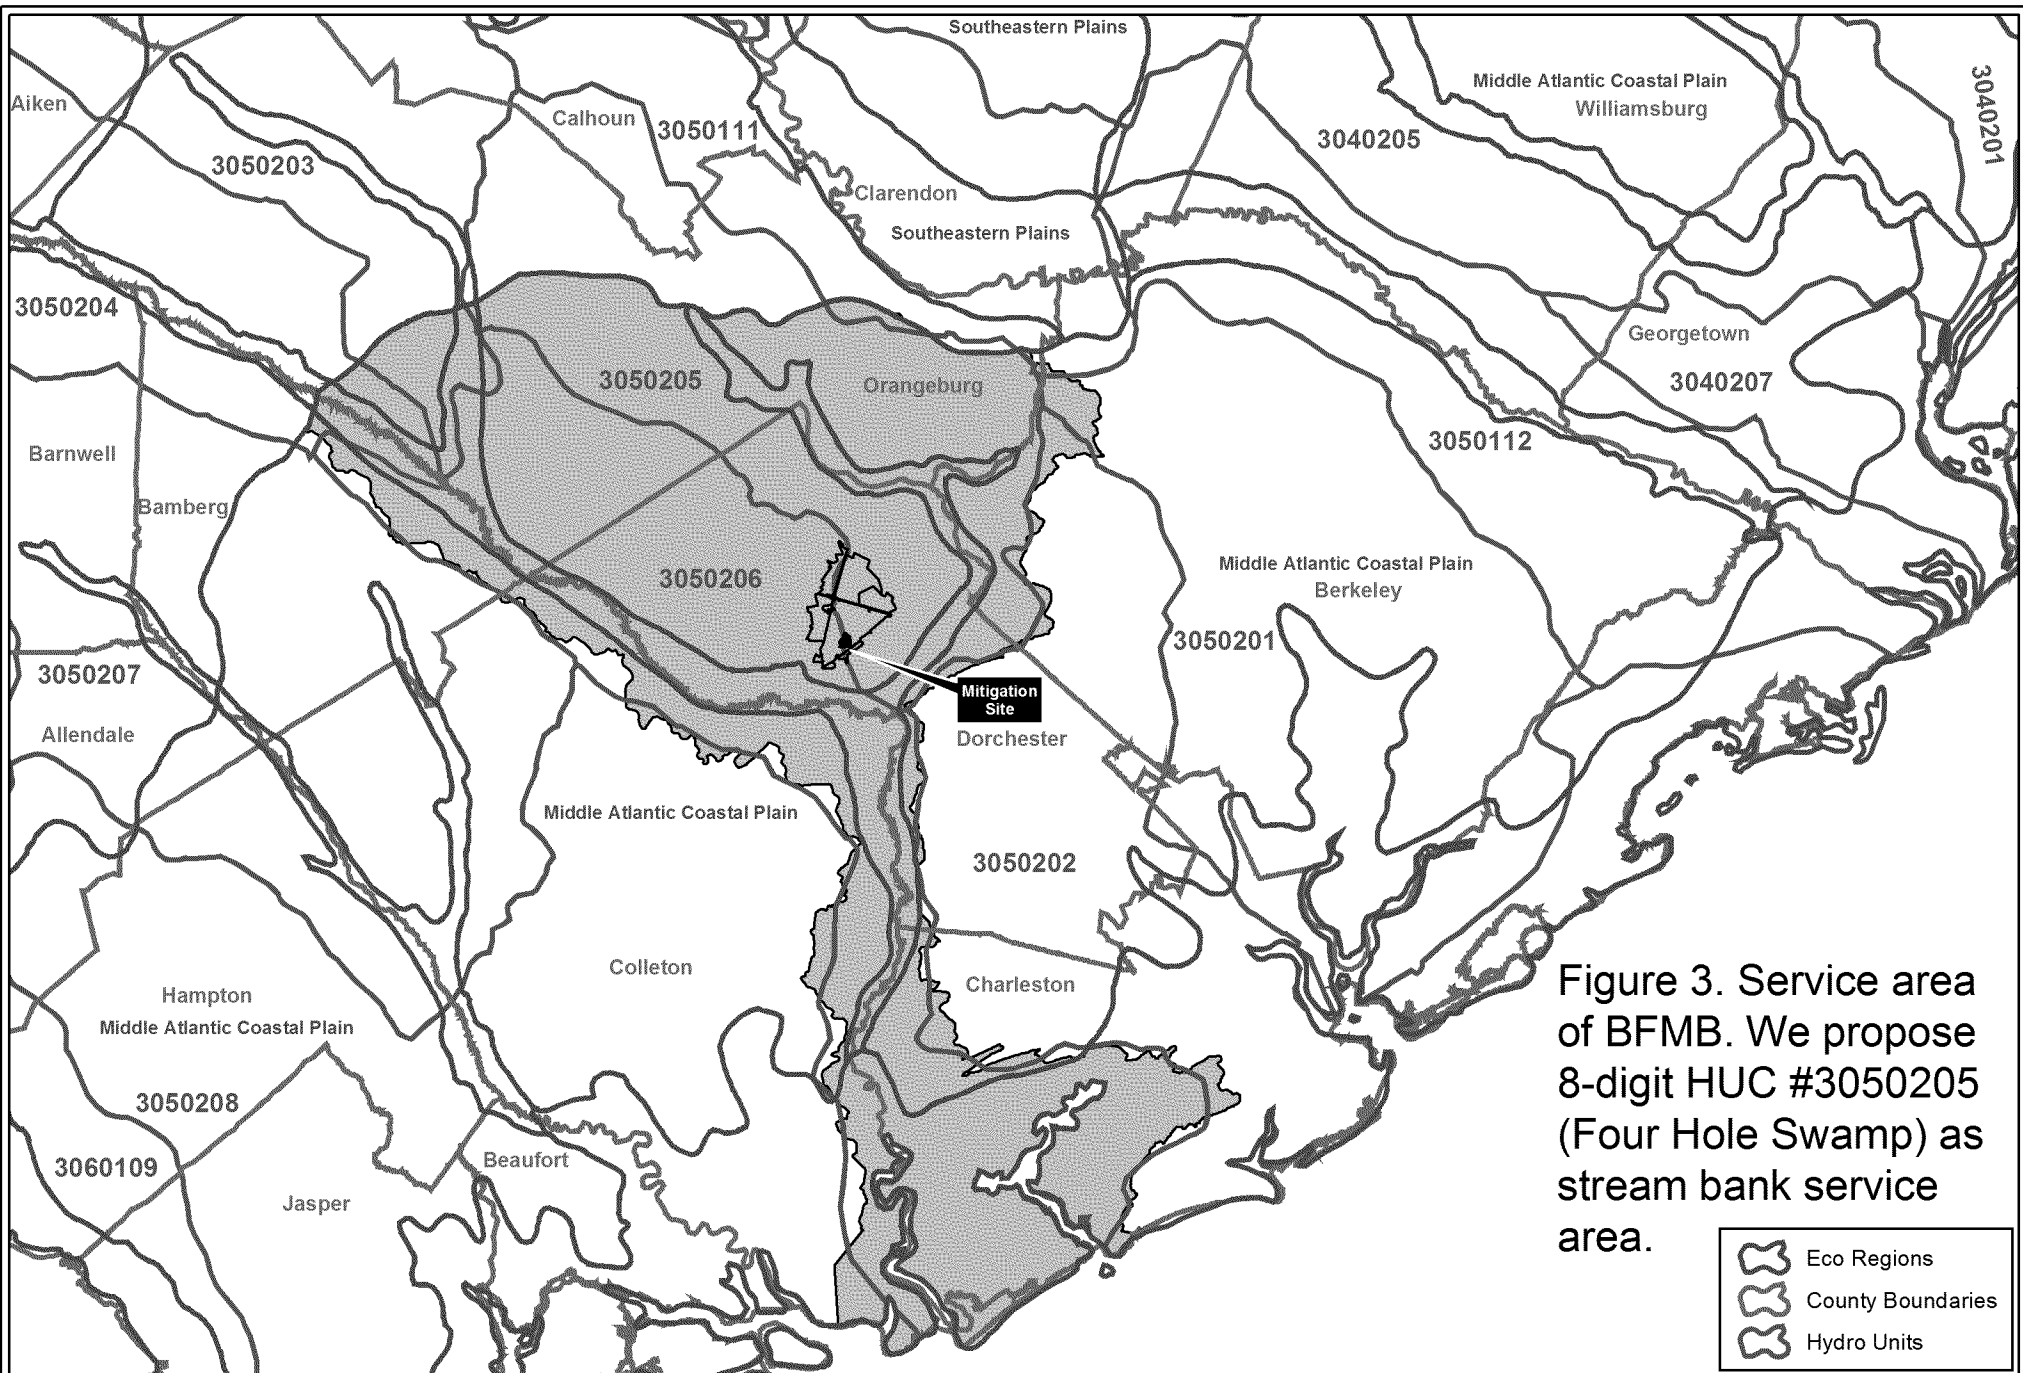 Southeastern Plains
Middle Atlantic Coastal Plain
Williamsburg
3040201
Aiken
Calhoun
3050111
3040205
3050203
Clarendon
Southeastern Plains
3050204
Georgetown
3040207
3050205
Orangeburg
3050112
Barnwell
Bamberg
Middle Atlantic Coastal Plain
Berkeley
3050206
3050201
3050207
Allendale
Mitigation
Site
Dorchester
Middle Atlantic Coastal Plain
3050202
Colleton
Charleston
Hampton
Middle Atlantic Coastal Plain
3050208
3060109
Beaufort
Jasper
Figure 3. Service area
of BFMB. We propose
8-digit HUC #3050205
(Four Hole Swamp) as
stream bank service
area.
Eco Regions
County Boundaries
Hydro Units